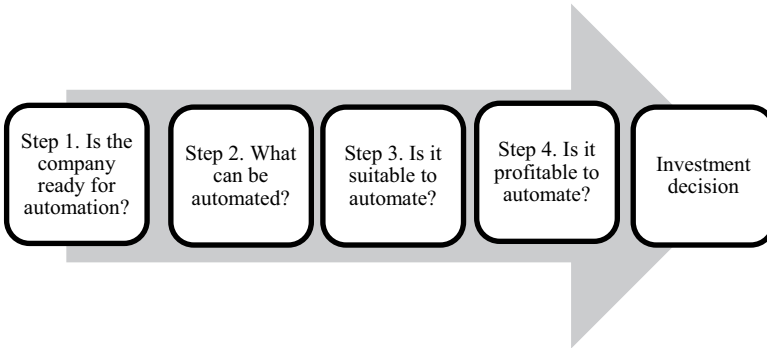 Step 1. Is the
company
ready for
automation?
Step 2. What
can be
automated?
Step 3. Is it
suitable to
automate?
Step 4. Is it
profitable to
automate?
Investment
decision